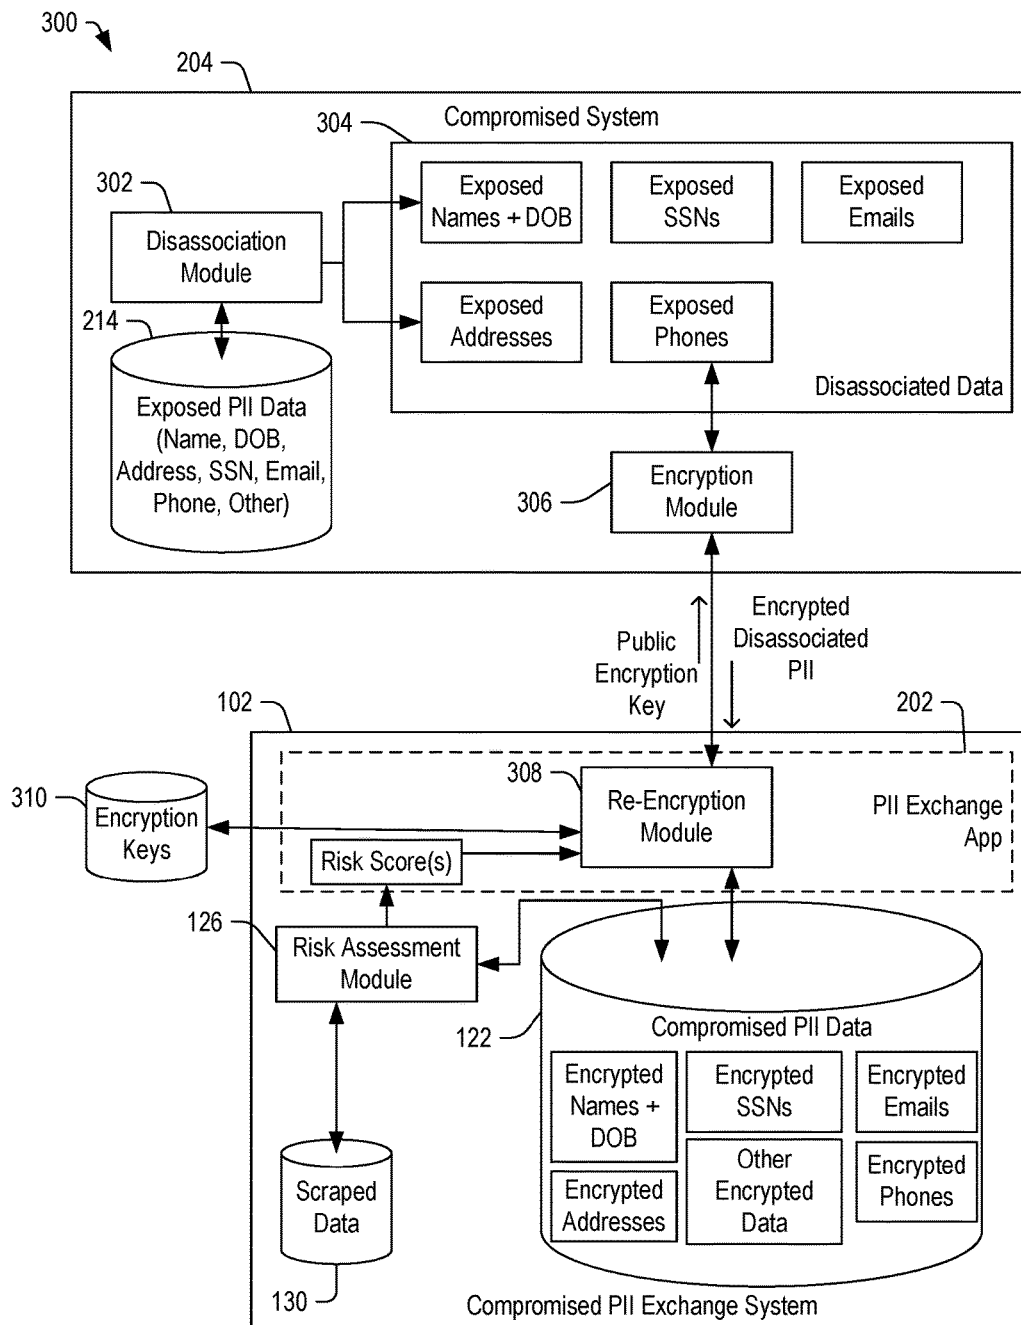 300
204
Compromised System
304
302
Disassociation
Module
Exposed
Names + DOB
Exposed
SSNs
Exposed
Emails
Exposed
Addresses
Exposed
Phones
Disassociated Data
214
Exposed PII Data
(Name, DOB,
Address, SSN, Email,
Phone, Other)
306
Encryption
Module
Public
Encryption
Key
Encrypted
Disassociated
PII
102
202
308
Re-Encryption
Module
PII Exchange
App
310
Encryption
Keys
Risk Score(s)
126
Risk Assessment
Module
122
Compromised PII Data
Encrypted
Names +
DOB
Encrypted
SSNs
Encrypted
Emails
Encrypted
Addresses
Other
Encrypted
Data
Encrypted
Phones
Scraped
Data
130
Compromised PII Exchange System